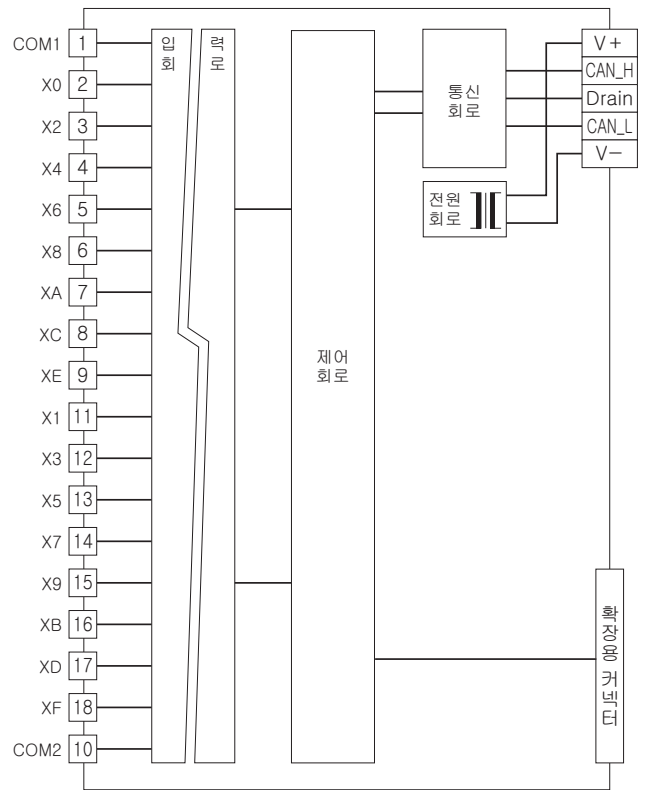 COM1 1
X0 2
X2 3
X4 4
X6 5
X8 6
XA 7
XC 8
XE 9
X1 11
X3 12
X5 13
X7 14
X9 15
XB 16
XD 17
XF 18
COM2 10
입력
회로
제어
회로
통신
회로
전원
회로
V+
CAN_H
Drain
CAN_L
V−
확장용 커넥터